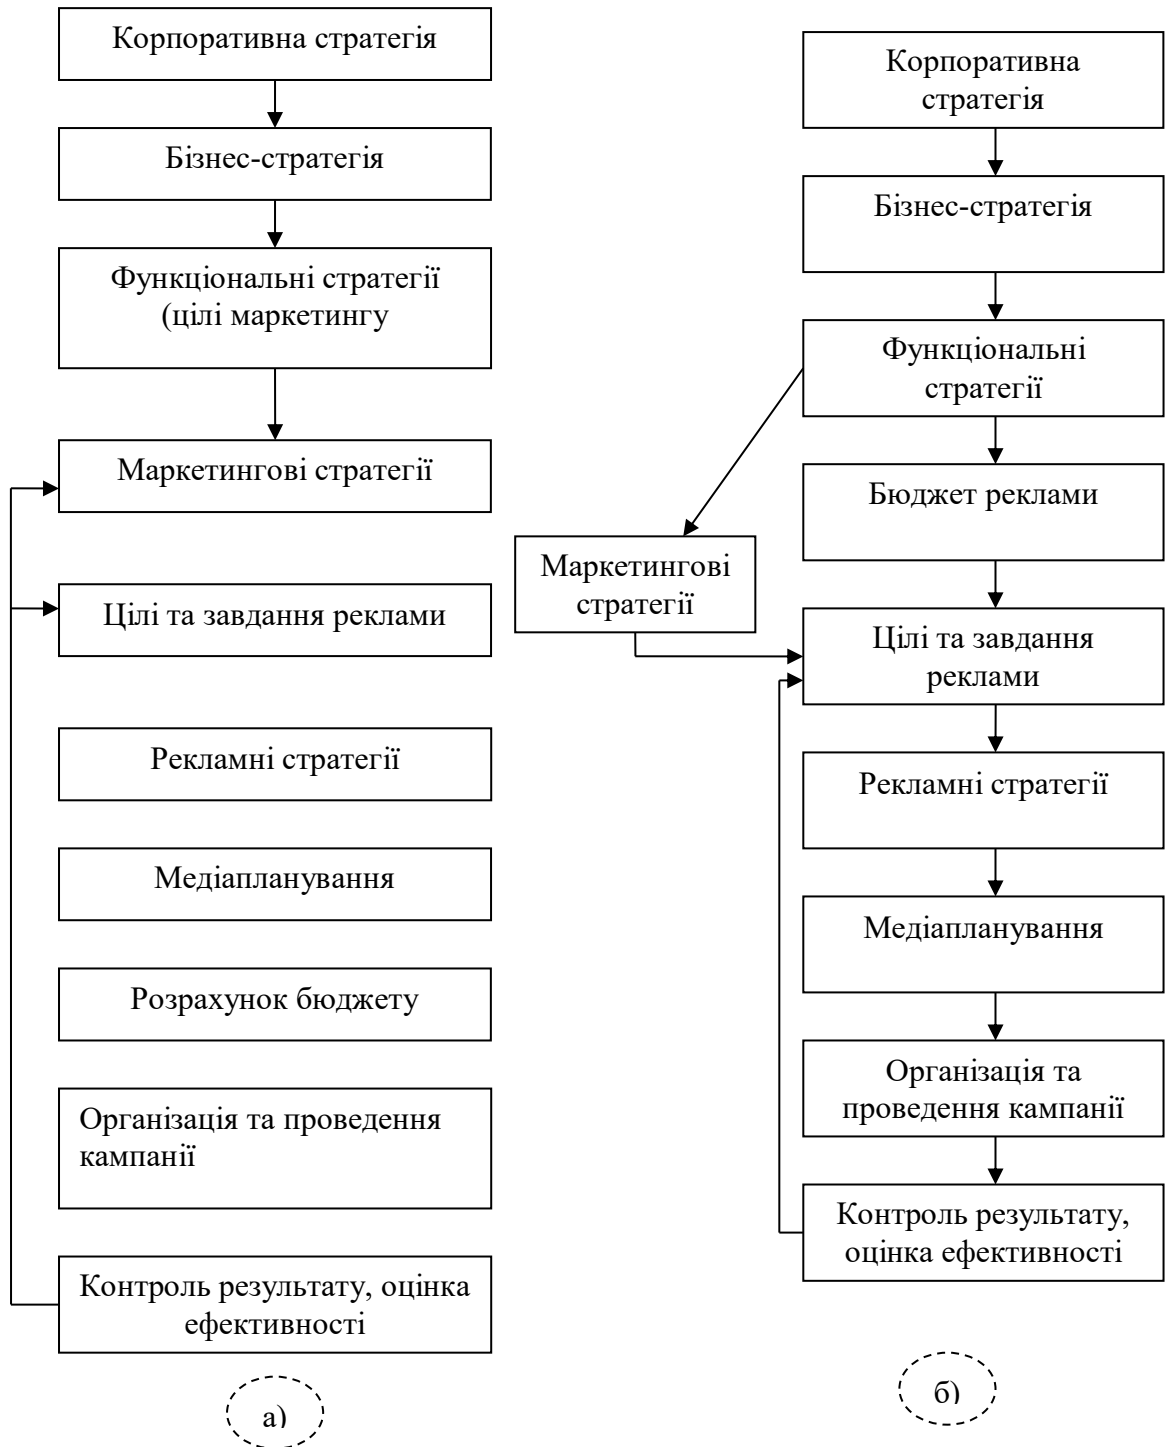 Корпоративна стратегія
Бізнес-стратегія
Функціональні стратегії
(цілі маркетингу
Маркетингові стратегії
Цілі та завдання реклами
Рекламні стратегії
Медіапланування
Розрахунок бюджету
Організація та проведення
кампанії
Контроль результату, оцінка
ефективності
а)
Корпоративна
стратегія
Бізнес-стратегія
Функціональні
стратегії
Бюджет реклами
Маркетингові
стратегії
Цілі та завдання
реклами
Рекламні стратегії
Медіапланування
Організація та
проведення кампанії
Контроль результату,
оцінка ефективності
б)